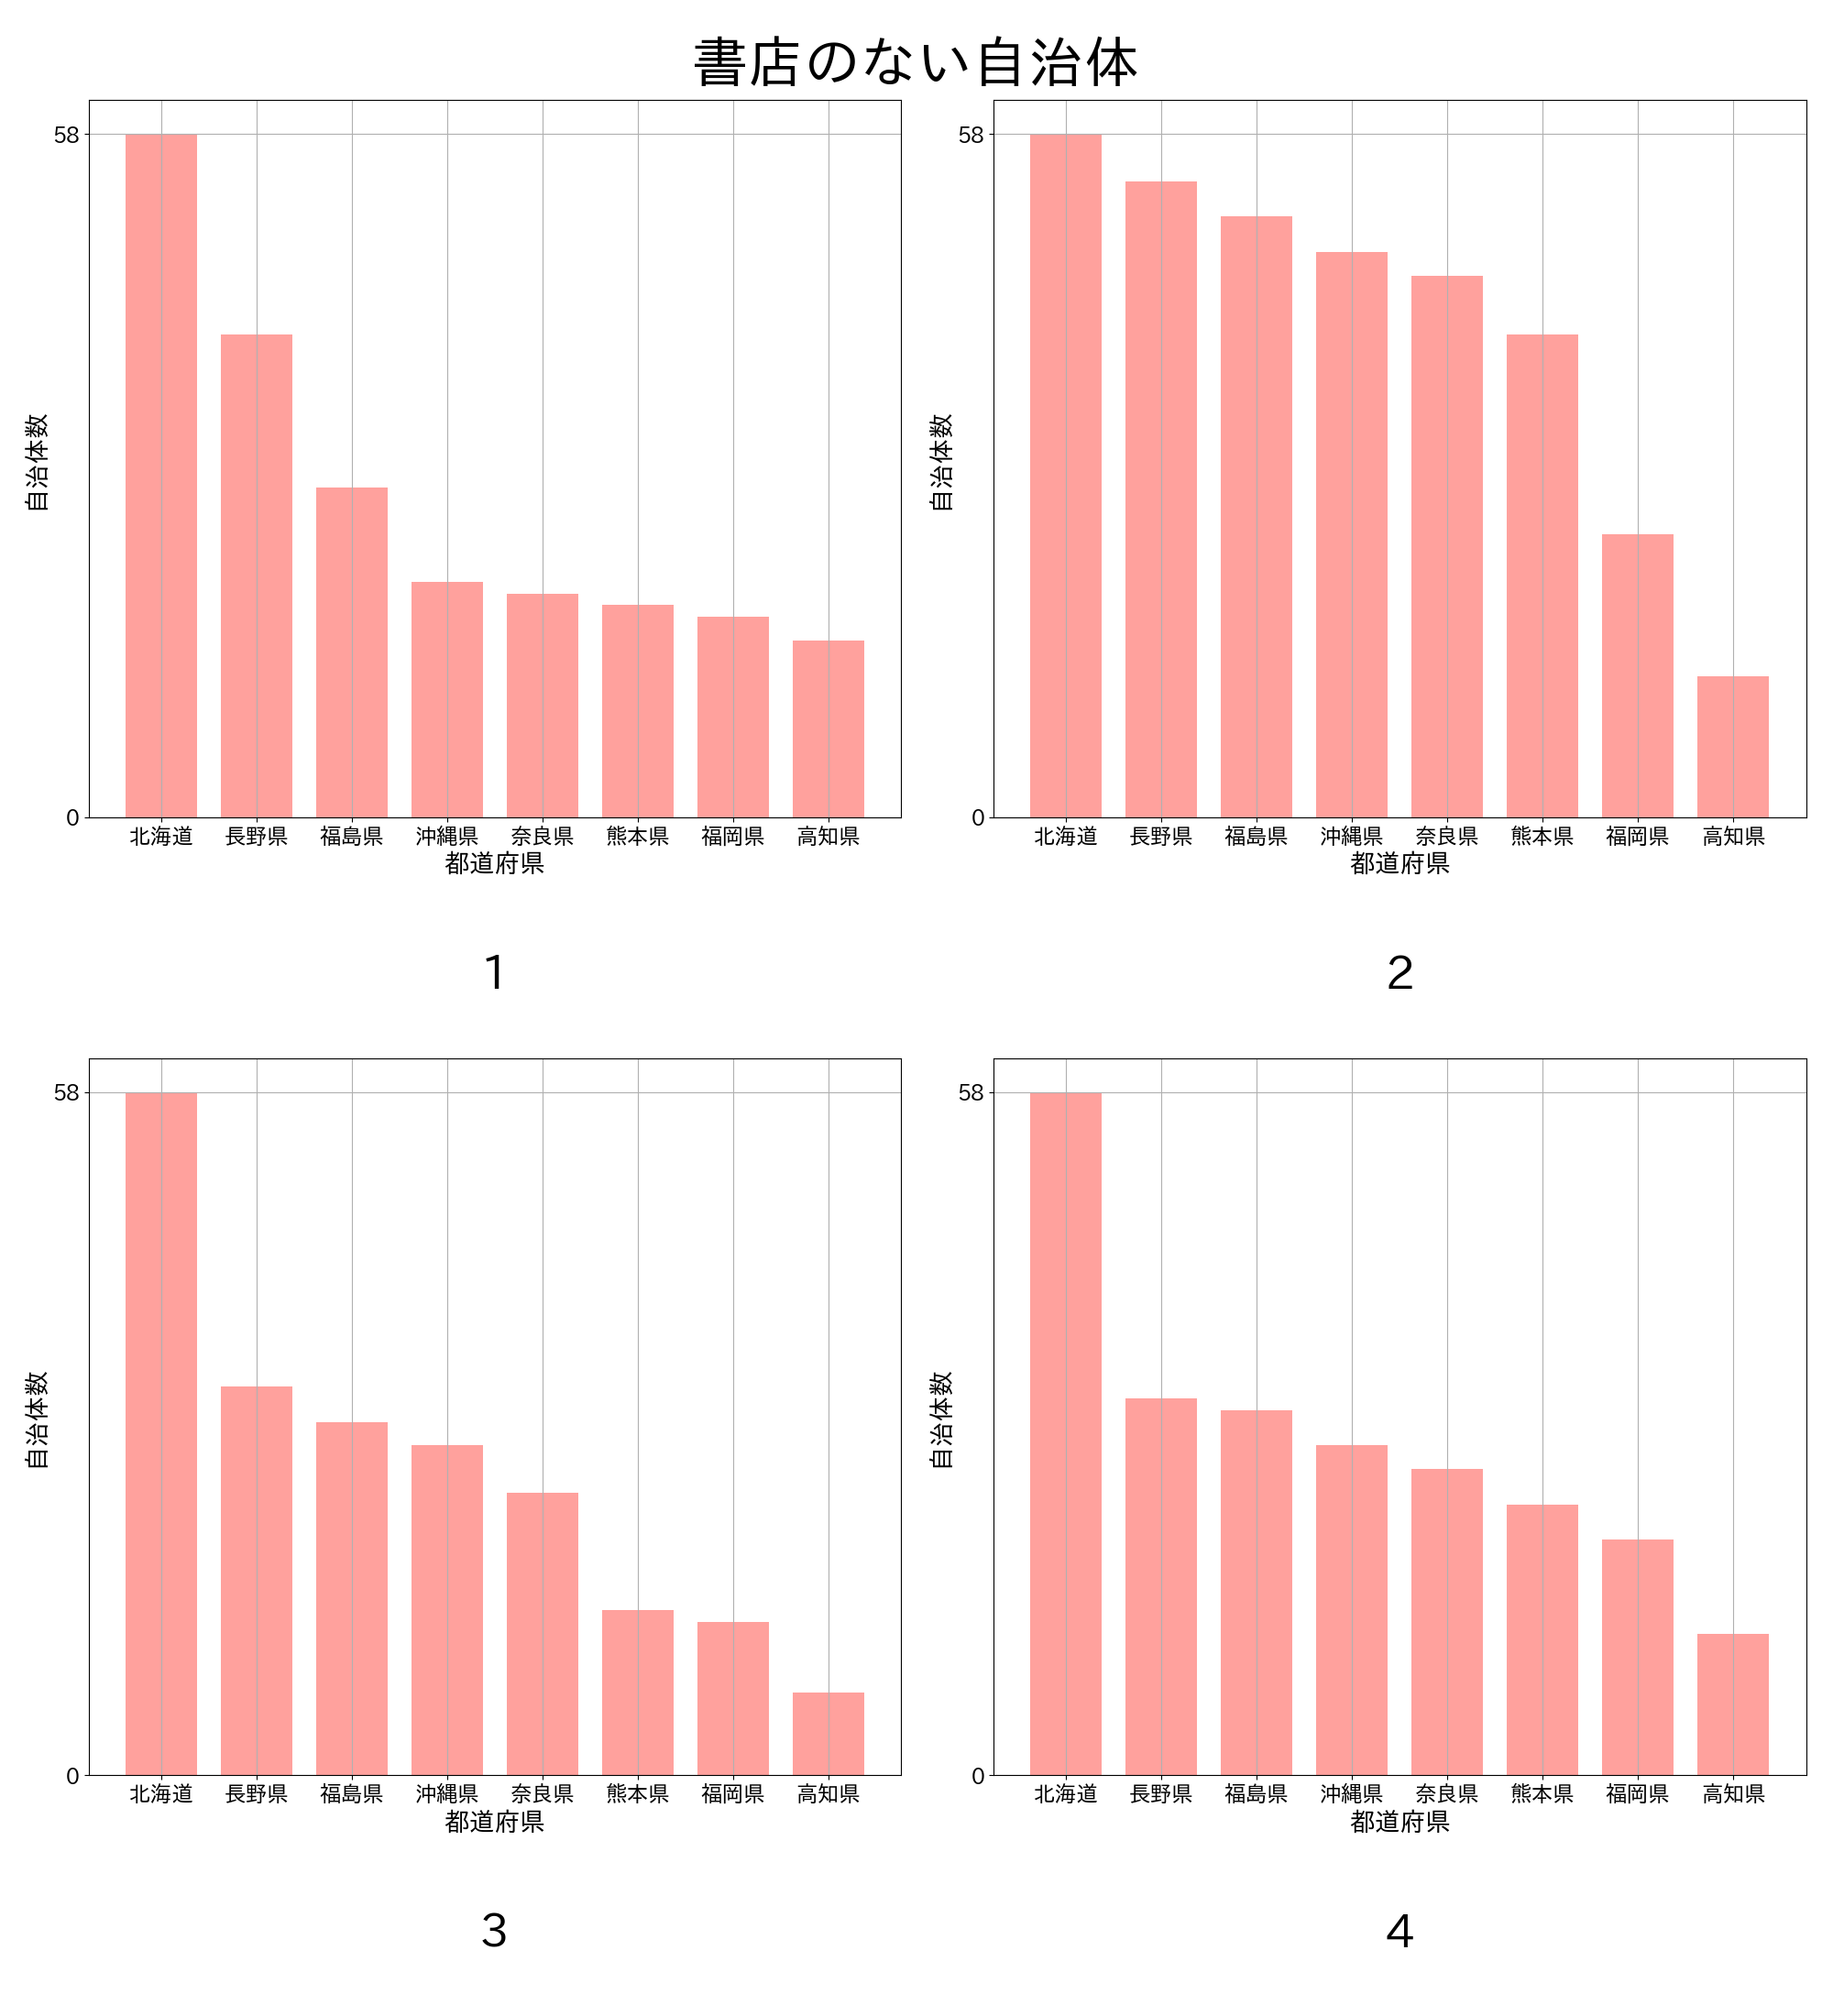 書店のない自治体
58
0
自治体数
北海道 長野県 福島県 沖縄県 奈良県 熊本県 福岡県 高知県
都道府県
1
58
0
自治体数
北海道 長野県 福島県 沖縄県 奈良県 熊本県 福岡県 高知県
都道府県
2
58
0
自治体数
北海道 長野県 福島県 沖縄県 奈良県 熊本県 福岡県 高知県
都道府県
3
58
0
自治体数
北海道 長野県 福島県 沖縄県 奈良県 熊本県 福岡県 高知県
都道府県
4